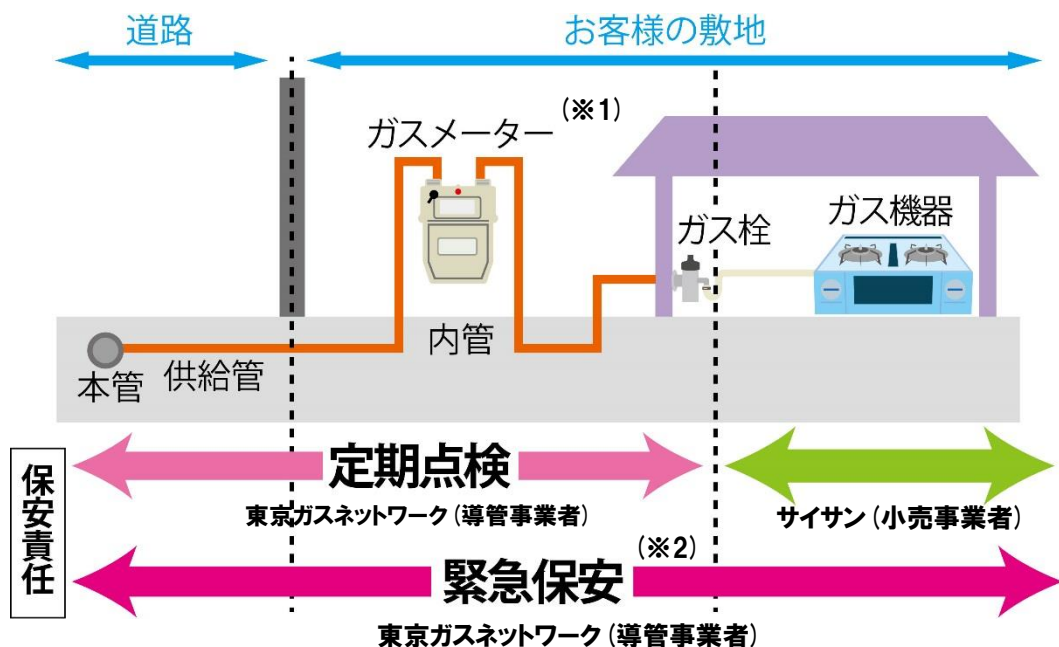 道路
お客様の敷地
ガスメーター(※1)
ガス栓
ガス機器
内管
供給管
本管
保安責任
定期点検
東京ガスネットワーク(導管事業者)
サイサン(小売事業者)
緊急保安(※2)
東京ガスネットワーク(導管事業者)